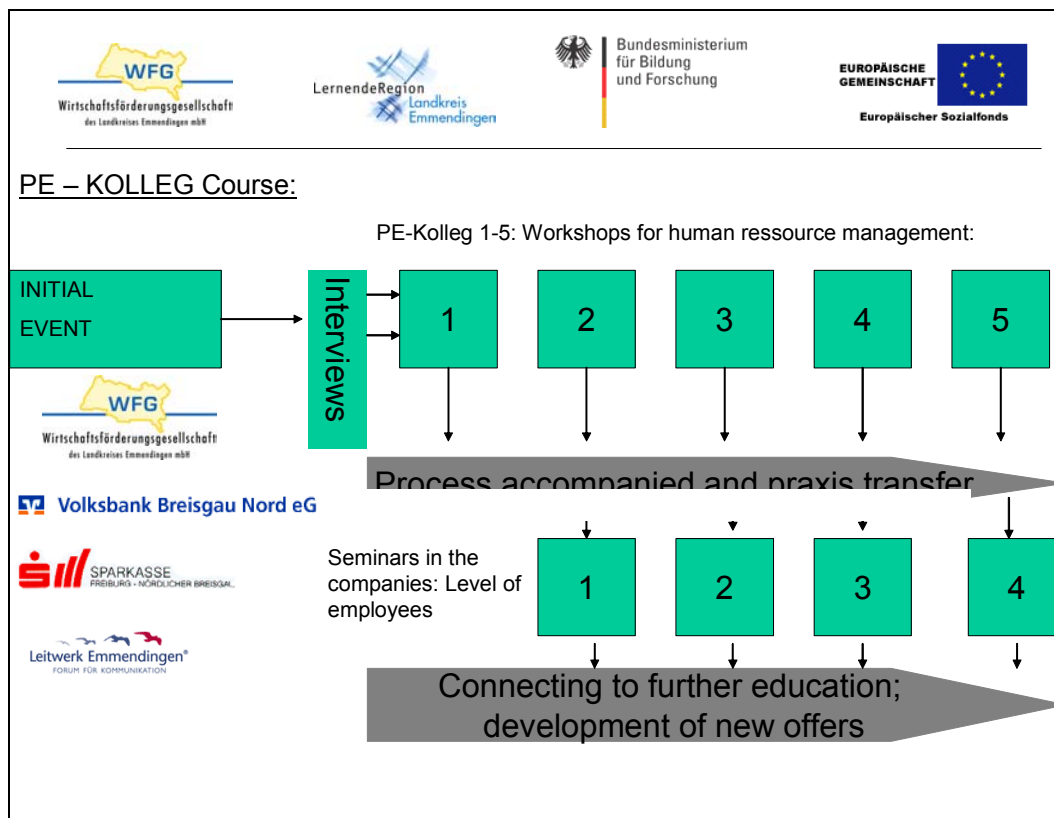 WFG
Wirtschaftsförderungsgesellschaft
des Landkreises Emmendingen mbH
LernendeRegion
Landkreis
Emmendingen
Bundesministerium
für Bildung
und Forschung
EUROPÄISCHE
GEMEINSCHAFT
Europäischer Sozialfonds
PE – KOLLEG Course:
PE-Kolleg 1-5: Workshops for human ressource management:
INITIAL
EVENT
Interviews
1
2
3
4
5
WFG
Wirtschaftsförderungsgesellschaft
des Landkreises Emmendingen mbH
Process accompanied and praxis transfer
Volksbank Breisgau Nord eG
SPARKASSE
FREIBURG - NÖRDLICHER BREISGAU
Leitwerk Emmendingen®
FORUM FÜR KOMMUNIKATION
Seminars in the
companies: Level of
employees
1
2
3
4
Connecting to further education;
development of new offers